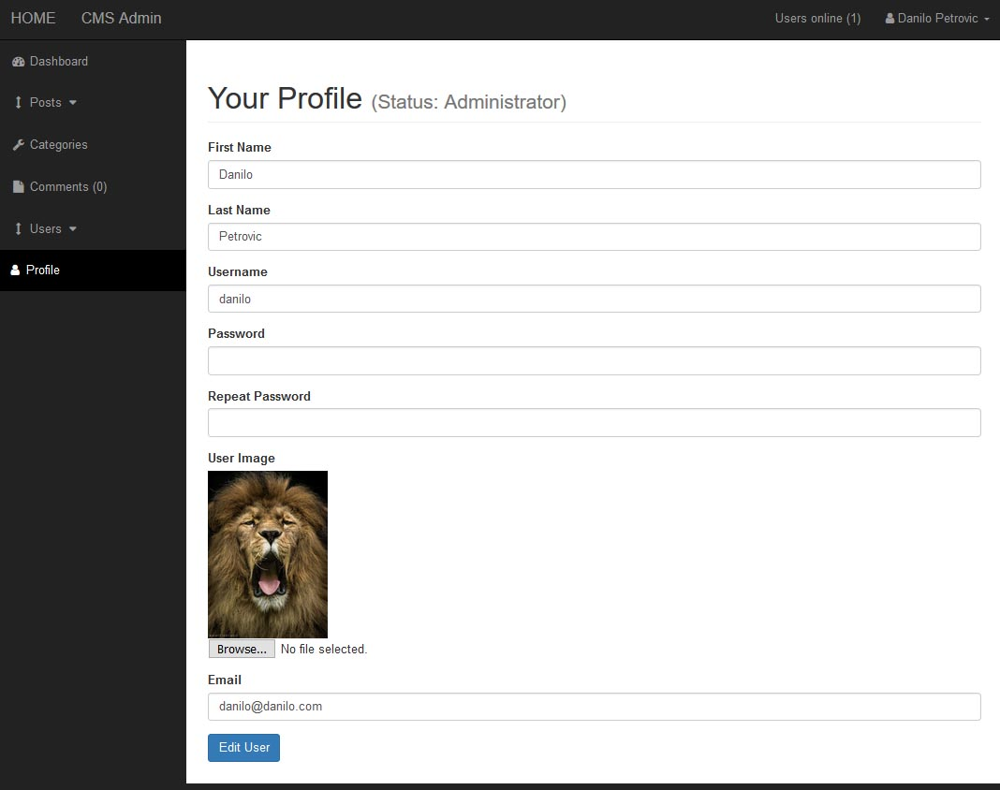 HOME CMS Admin Users online (1) Danilo Petrovic
Dashboard
Posts
Categories
Comments (0)
Users
Profile
Your Profile (Status: Administrator)
First Name
Danilo
Last Name
Petrovic
Username
danilo
Password
Repeat Password
User Image
Browse... No file selected.
Email
danilo@danilo.com
Edit User